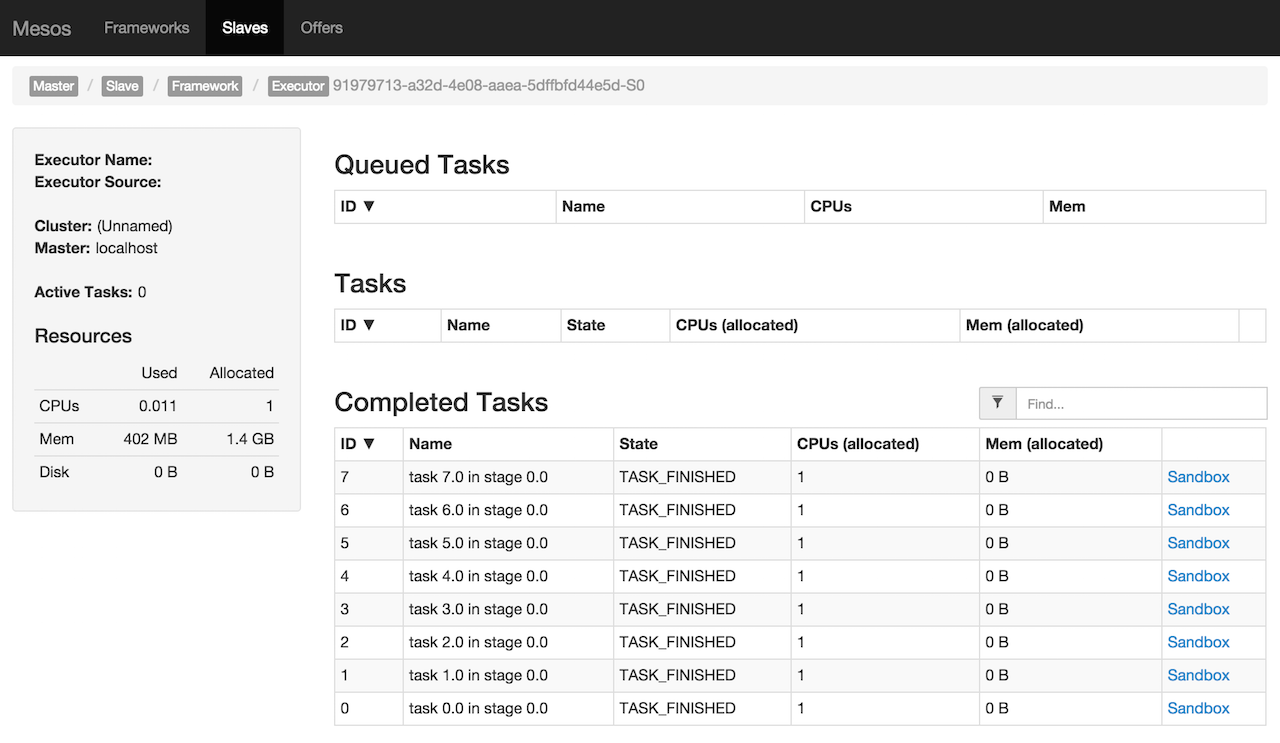 Mesos Frameworks Slaves Offers
Master / Slave / Framework / Executor 91979713-a32d-4e08-aaea-5dffbfd44e5d-S0
Executor Name:
Executor Source:
Cluster: (Unnamed)
Master: localhost
Active Tasks: 0
Resources
Used Allocated
CPUs 0.011 1
Mem 402 MB 1.4 GB
Disk 0 B 0 B
Queued Tasks
ID ▼ Name CPUs Mem
Tasks
ID ▼ Name State CPUs (allocated) Mem (allocated)
Completed Tasks
Find...
ID ▼ Name State CPUs (allocated) Mem (allocated)
7 task 7.0 in stage 0.0 TASK_FINISHED 1 0 B Sandbox
6 task 6.0 in stage 0.0 TASK_FINISHED 1 0 B Sandbox
5 task 5.0 in stage 0.0 TASK_FINISHED 1 0 B Sandbox
4 task 4.0 in stage 0.0 TASK_FINISHED 1 0 B Sandbox
3 task 3.0 in stage 0.0 TASK_FINISHED 1 0 B Sandbox
2 task 2.0 in stage 0.0 TASK_FINISHED 1 0 B Sandbox
1 task 1.0 in stage 0.0 TASK_FINISHED 1 0 B Sandbox
0 task 0.0 in stage 0.0 TASK_FINISHED 1 0 B Sandbox